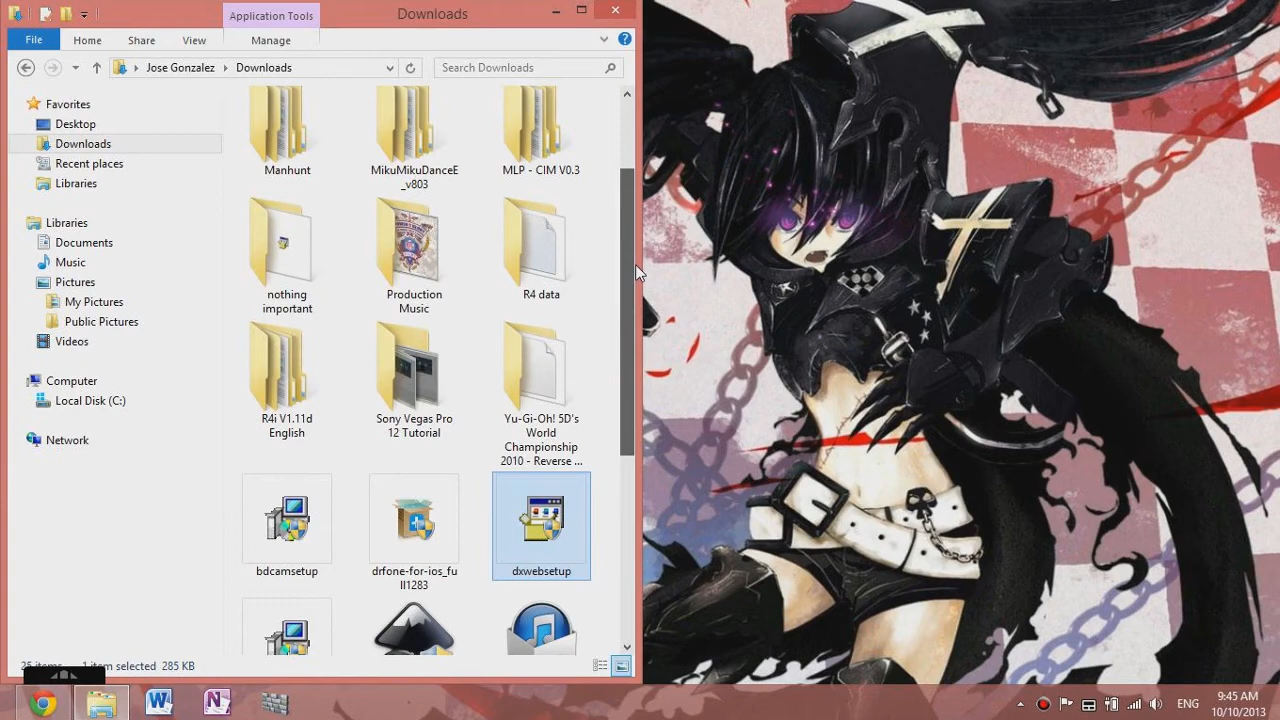 Application Tools
Downloads
File
Home
Share
View
Manage
Jose Gonzalez
Downloads
Search Downloads
Favorites
Desktop
Downloads
Recent places
Libraries
Libraries
Documents
Music
Pictures
My Pictures
Public Pictures
Videos
Computer
Local Disk (C:)
Network
Manhunt
MikuMikuDanceE
_v803
MLP - CIM V0.3
nothing
important
Production
Music
R4 data
R4i V1.11d
English
Sony Vegas Pro
12 Tutorial
Yu-Gi-Oh! 5D's
World
Championship
2010 - Reverse ...
bdcamsetup
drfone-for-ios_fu
ll1283
dxwebsetup
25 items
1 item selected 285 KB
ENG
9:45 AM
10/10/2013